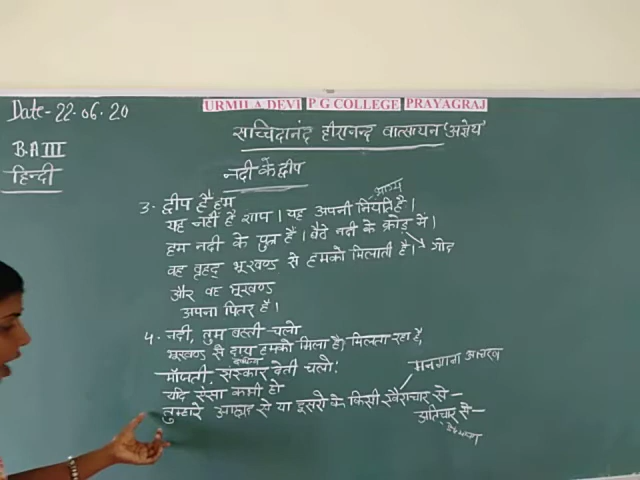 Date- 22.06.20
URMILA DEVI P G COLLEGE PRAYAGRAJ
सच्चिदानंद हीरानन्द वात्सायन 'अज्ञेय'
B.A III
हिन्दी
नदी के द्वीप
3. द्वीप हैं हम
यह नहीं है शाप। यह अपनी नियति है।
हम नदी के पुत्र हैं। बैठे नदी के क्रोड़ में।
वह वृहद् भूखण्ड से हमको मिलाती है। गोद
और वह भूखण्ड
अपना पितर है।
4. नदी, तुम बहती चलो
भूखण्ड से दाय हमको मिला है, मिलता रहा है,
माँजती, संस्कार देती चलो!
मनमाना आचरण
यदि ऐसा कभी हो
तुम्हारे आह्लाद से या दूसरों के किसी स्वैराचार से-
अतिचार से-